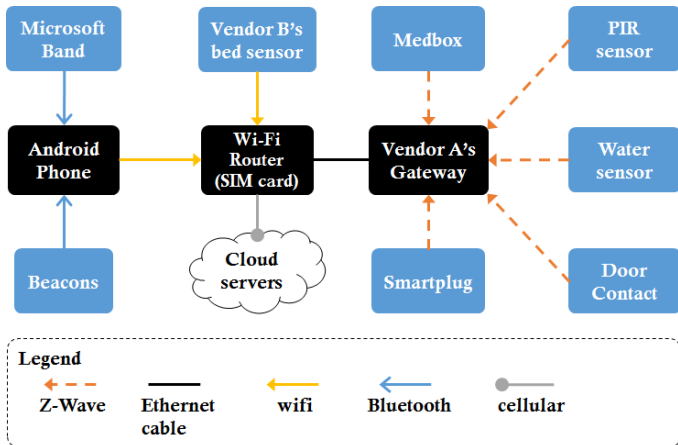 Microsoft
Band
Vendor B's
bed sensor
Medbox
PIR
sensor
Android
Phone
Wi-Fi
Router
(SIM card)
Vendor A's
Gateway
Water
sensor
Beacons
Cloud
servers
Smartplug
Door
Contact
Legend
Z-Wave
Ethernet
cable
wifi
Bluetooth
cellular